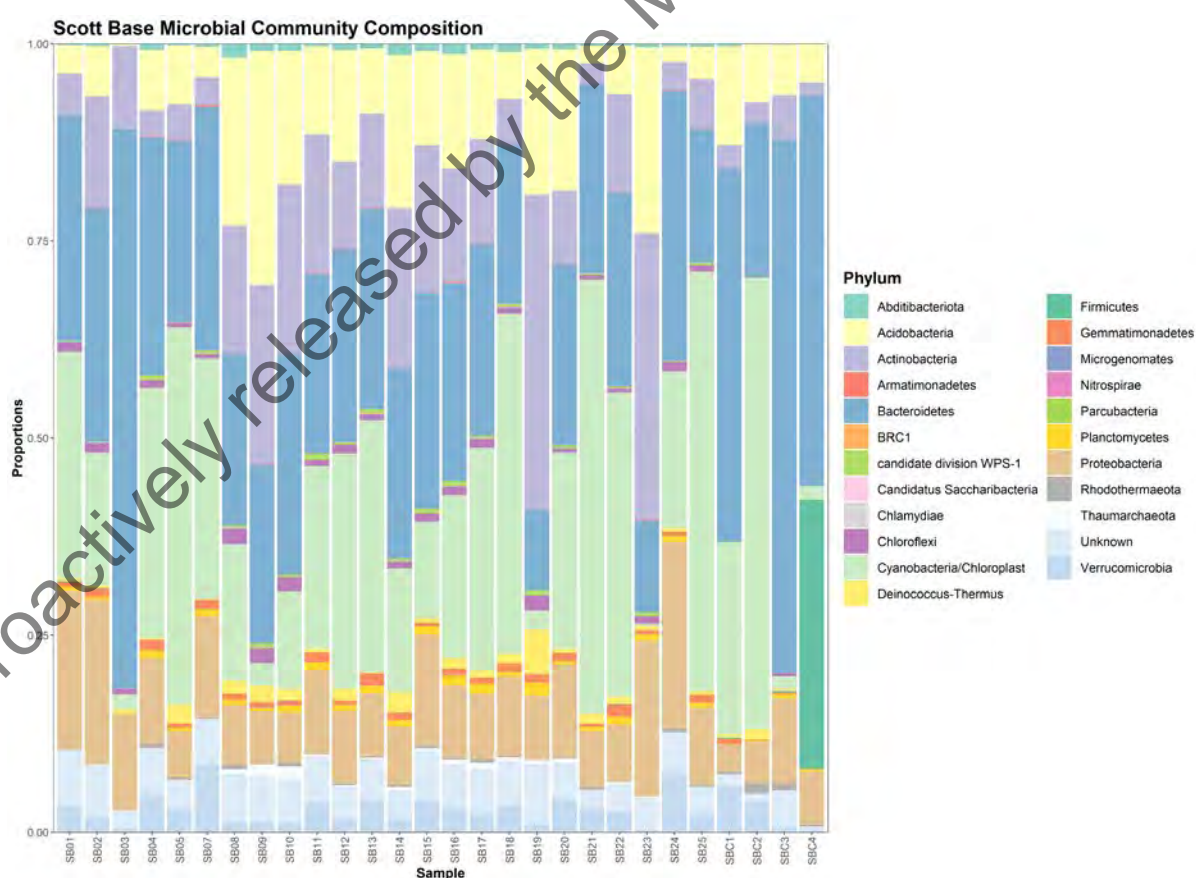 Scott Base Microbial Community Composition
Proactively released by the M
1.00
0.75
0.50
0.25
0.00
Proportions
SB01
SB02
SB03
SB04
SB05
SB07
SB08
SB09
SB10
SB11
SB12
SB13
SB14
SB15
SB16
SB17
SB18
SB19
SB20
SB21
SB22
SB23
SB24
SB25
SBC1
SBC2
SBC3
SBC4
Sample
Phylum
Abditibacteriota
Acidobacteria
Actinobacteria
Armatimonadetes
Bacteroidetes
BRC1
candidate division WPS-1
Candidatus Saccharibacteria
Chlamydiae
Chloroflexi
Cyanobacteria/Chloroplast
Deinococcus-Thermus
Firmicutes
Gemmatimonadetes
Microgenomates
Nitrospirae
Parcubacteria
Planctomycetes
Proteobacteria
Rhodothermaeota
Thaumarchaeota
Unknown
Verrucomicrobia